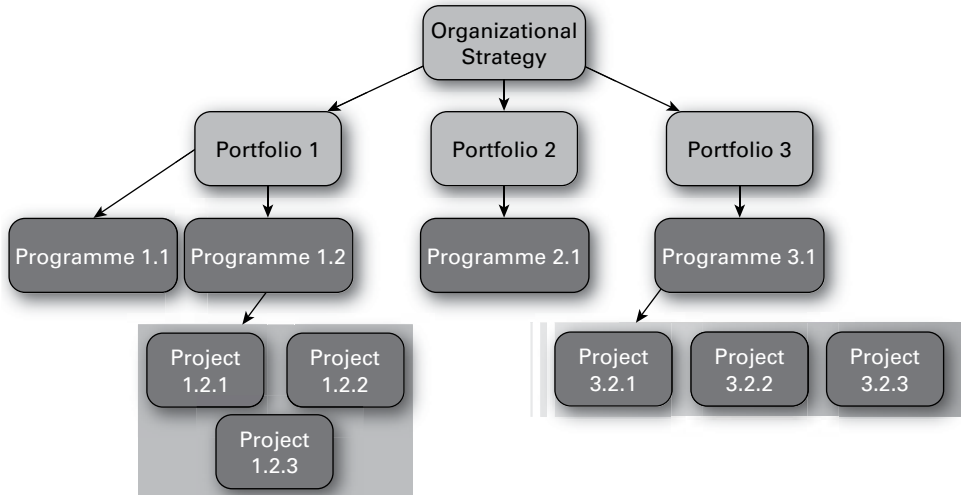 Organizational
Strategy
Portfolio 1
Portfolio 2
Portfolio 3
Programme 1.1
Programme 1.2
Programme 2.1
Programme 3.1
Project
1.2.1
Project
1.2.2
Project
3.2.1
Project
3.2.2
Project
3.2.3
Project
1.2.3